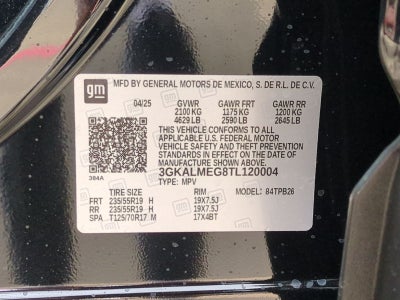 gm
MFD BY GENERAL MOTORS DE MEXICO, S. DE R.L. DE C.V.
04/25 GVWR GAWR FRT GAWR RR
2100 KG 1175 KG 1200 KG
4629 LB 2590 LB 2645 LB
THIS VEHICLE CONFORMS TO ALL
APPLICABLE U.S. FEDERAL MOTOR
VEHICLE SAFETY AND THEFT PREVENTION
STANDARDS IN EFFECT ON THE DATE OF
MANUFACTURE SHOWN ABOVE.
384A
3GKALMEG8TL120004
TYPE: MPV MODEL: 84TPB26
TIRE SIZE RIM
FRT 235/55R19 H 19X7.5J
RR 235/55R19 H 19X7.5J
SPA T125/70R17 M 17X4BT